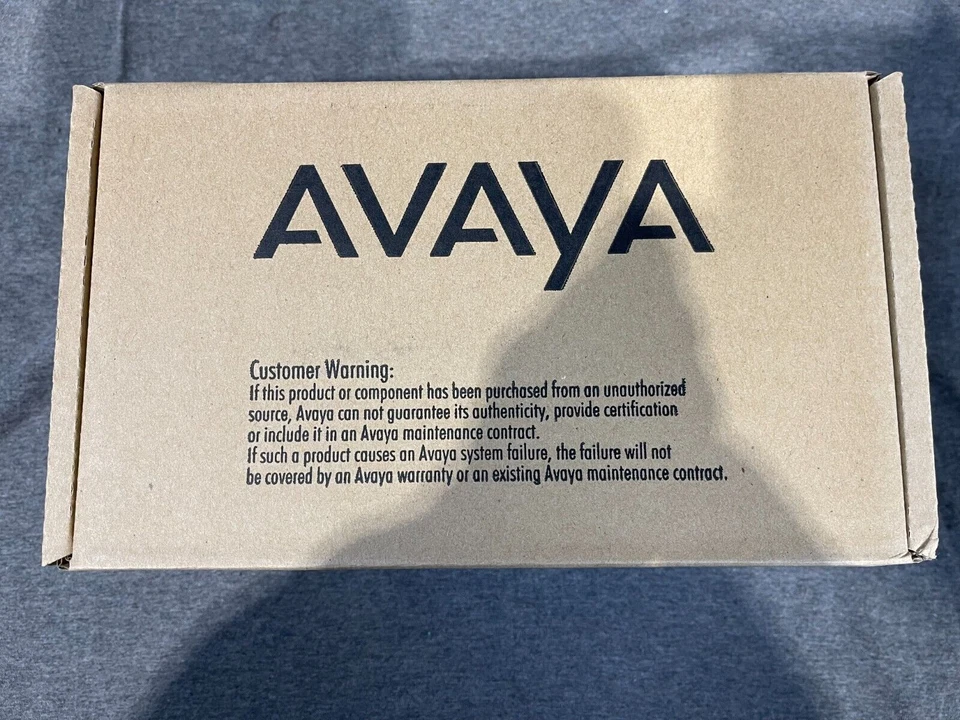 AVAYA
Customer Warning:
If this product or component has been purchased from an unauthorized
source, Avaya can not guarantee its authenticity, provide certification
or include it in an Avaya maintenance contract.
If such a product causes an Avaya system failure, the failure will not
be covered by an Avaya warranty or an existing Avaya maintenance contract.